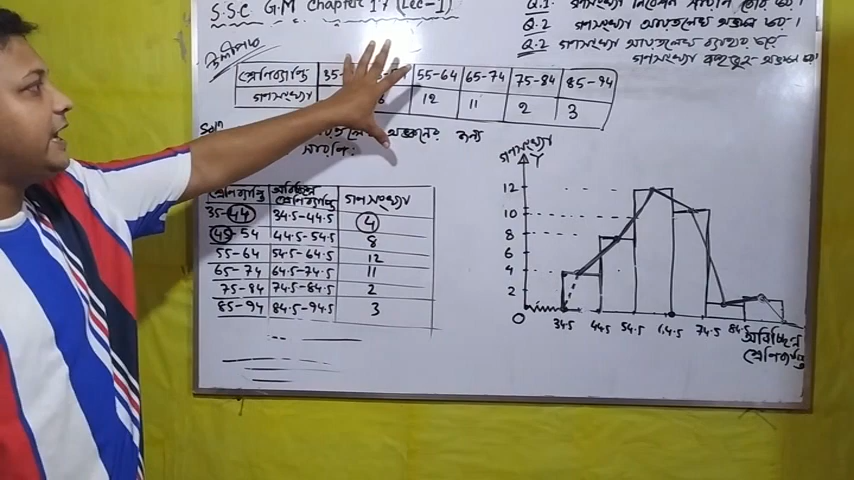 S.S.C G.M Chapter 17 (Lec-1)
Q.1 গণসংখ্যা নিবেশন সারণি তৈরি কর।
Q.2 গণসংখ্যা আয়তলেখ অঙ্কন কর।
Q.2 গণসংখ্যা আয়তলেখ
গণসংখ্যা বহুভুজ অঙ্কন কর
শ্রেণিব্যাপ্তি 35- 55-64 65-74 75-84 85-94
গণসংখ্যা 12 11 2 3
Soln অঙ্কনের জন্য
সারণি:
শ্রেণিব্যাপ্তি অবিচ্ছিন্ন শ্রেণিব্যাপ্তি গণসংখ্যা
35-44 34.5-44.5 4
45-54 44.5-54.5 8
55-64 54.5-64.5 12
65-74 64.5-74.5 11
75-84 74.5-84.5 2
85-94 84.5-94.5 3
গণসংখ্যা Y
12
10
8
6
4
2
O 34.5 44.5 54.5 64.5 74.5 84.5
অবিচ্ছিন্ন
শ্রেণিব্যাপ্তি